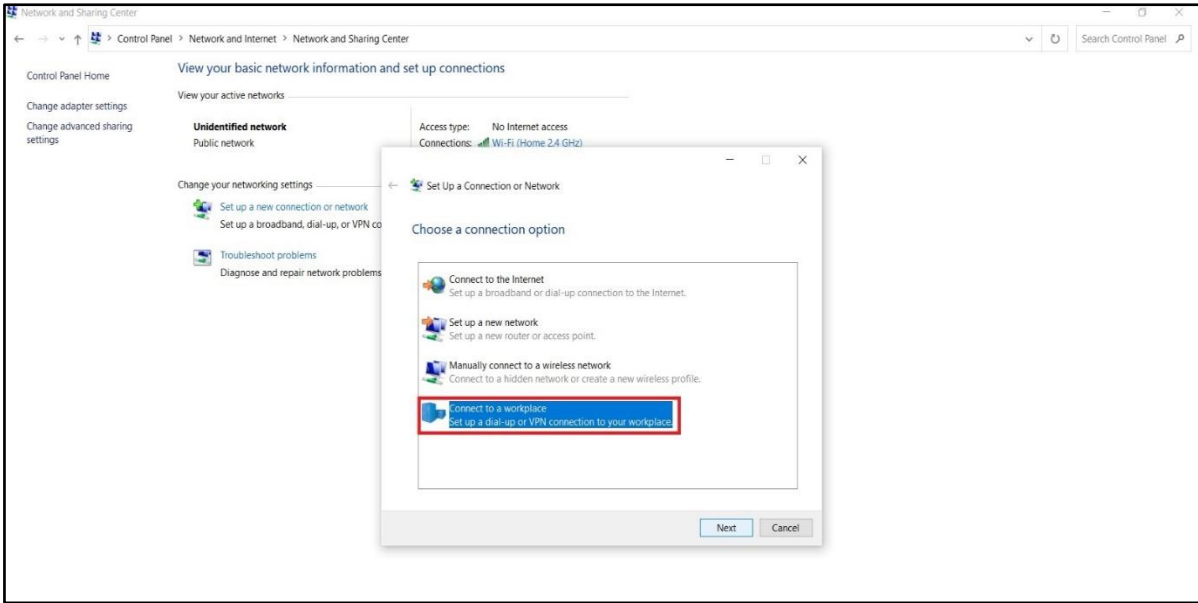 Network and Sharing Center
Control Panel > Network and Internet > Network and Sharing Center
Search Control Panel
Control Panel Home
Change adapter settings
Change advanced sharing
settings
View your basic network information and set up connections
View your active networks
Unidentified network
Public network
Access type: No Internet access
Connections: Wi-Fi (Home 2.4 GHz)
Change your networking settings
Set up a new connection or network
Set up a broadband, dial-up, or VPN co
Troubleshoot problems
Diagnose and repair network problems
Set Up a Connection or Network
Choose a connection option
Connect to the Internet
Set up a broadband or dial-up connection to the Internet.
Set up a new network
Set up a new router or access point.
Manually connect to a wireless network
Connect to a hidden network or create a new wireless profile.
Connect to a workplace
Set up a dial-up or VPN connection to your workplace.
Next
Cancel